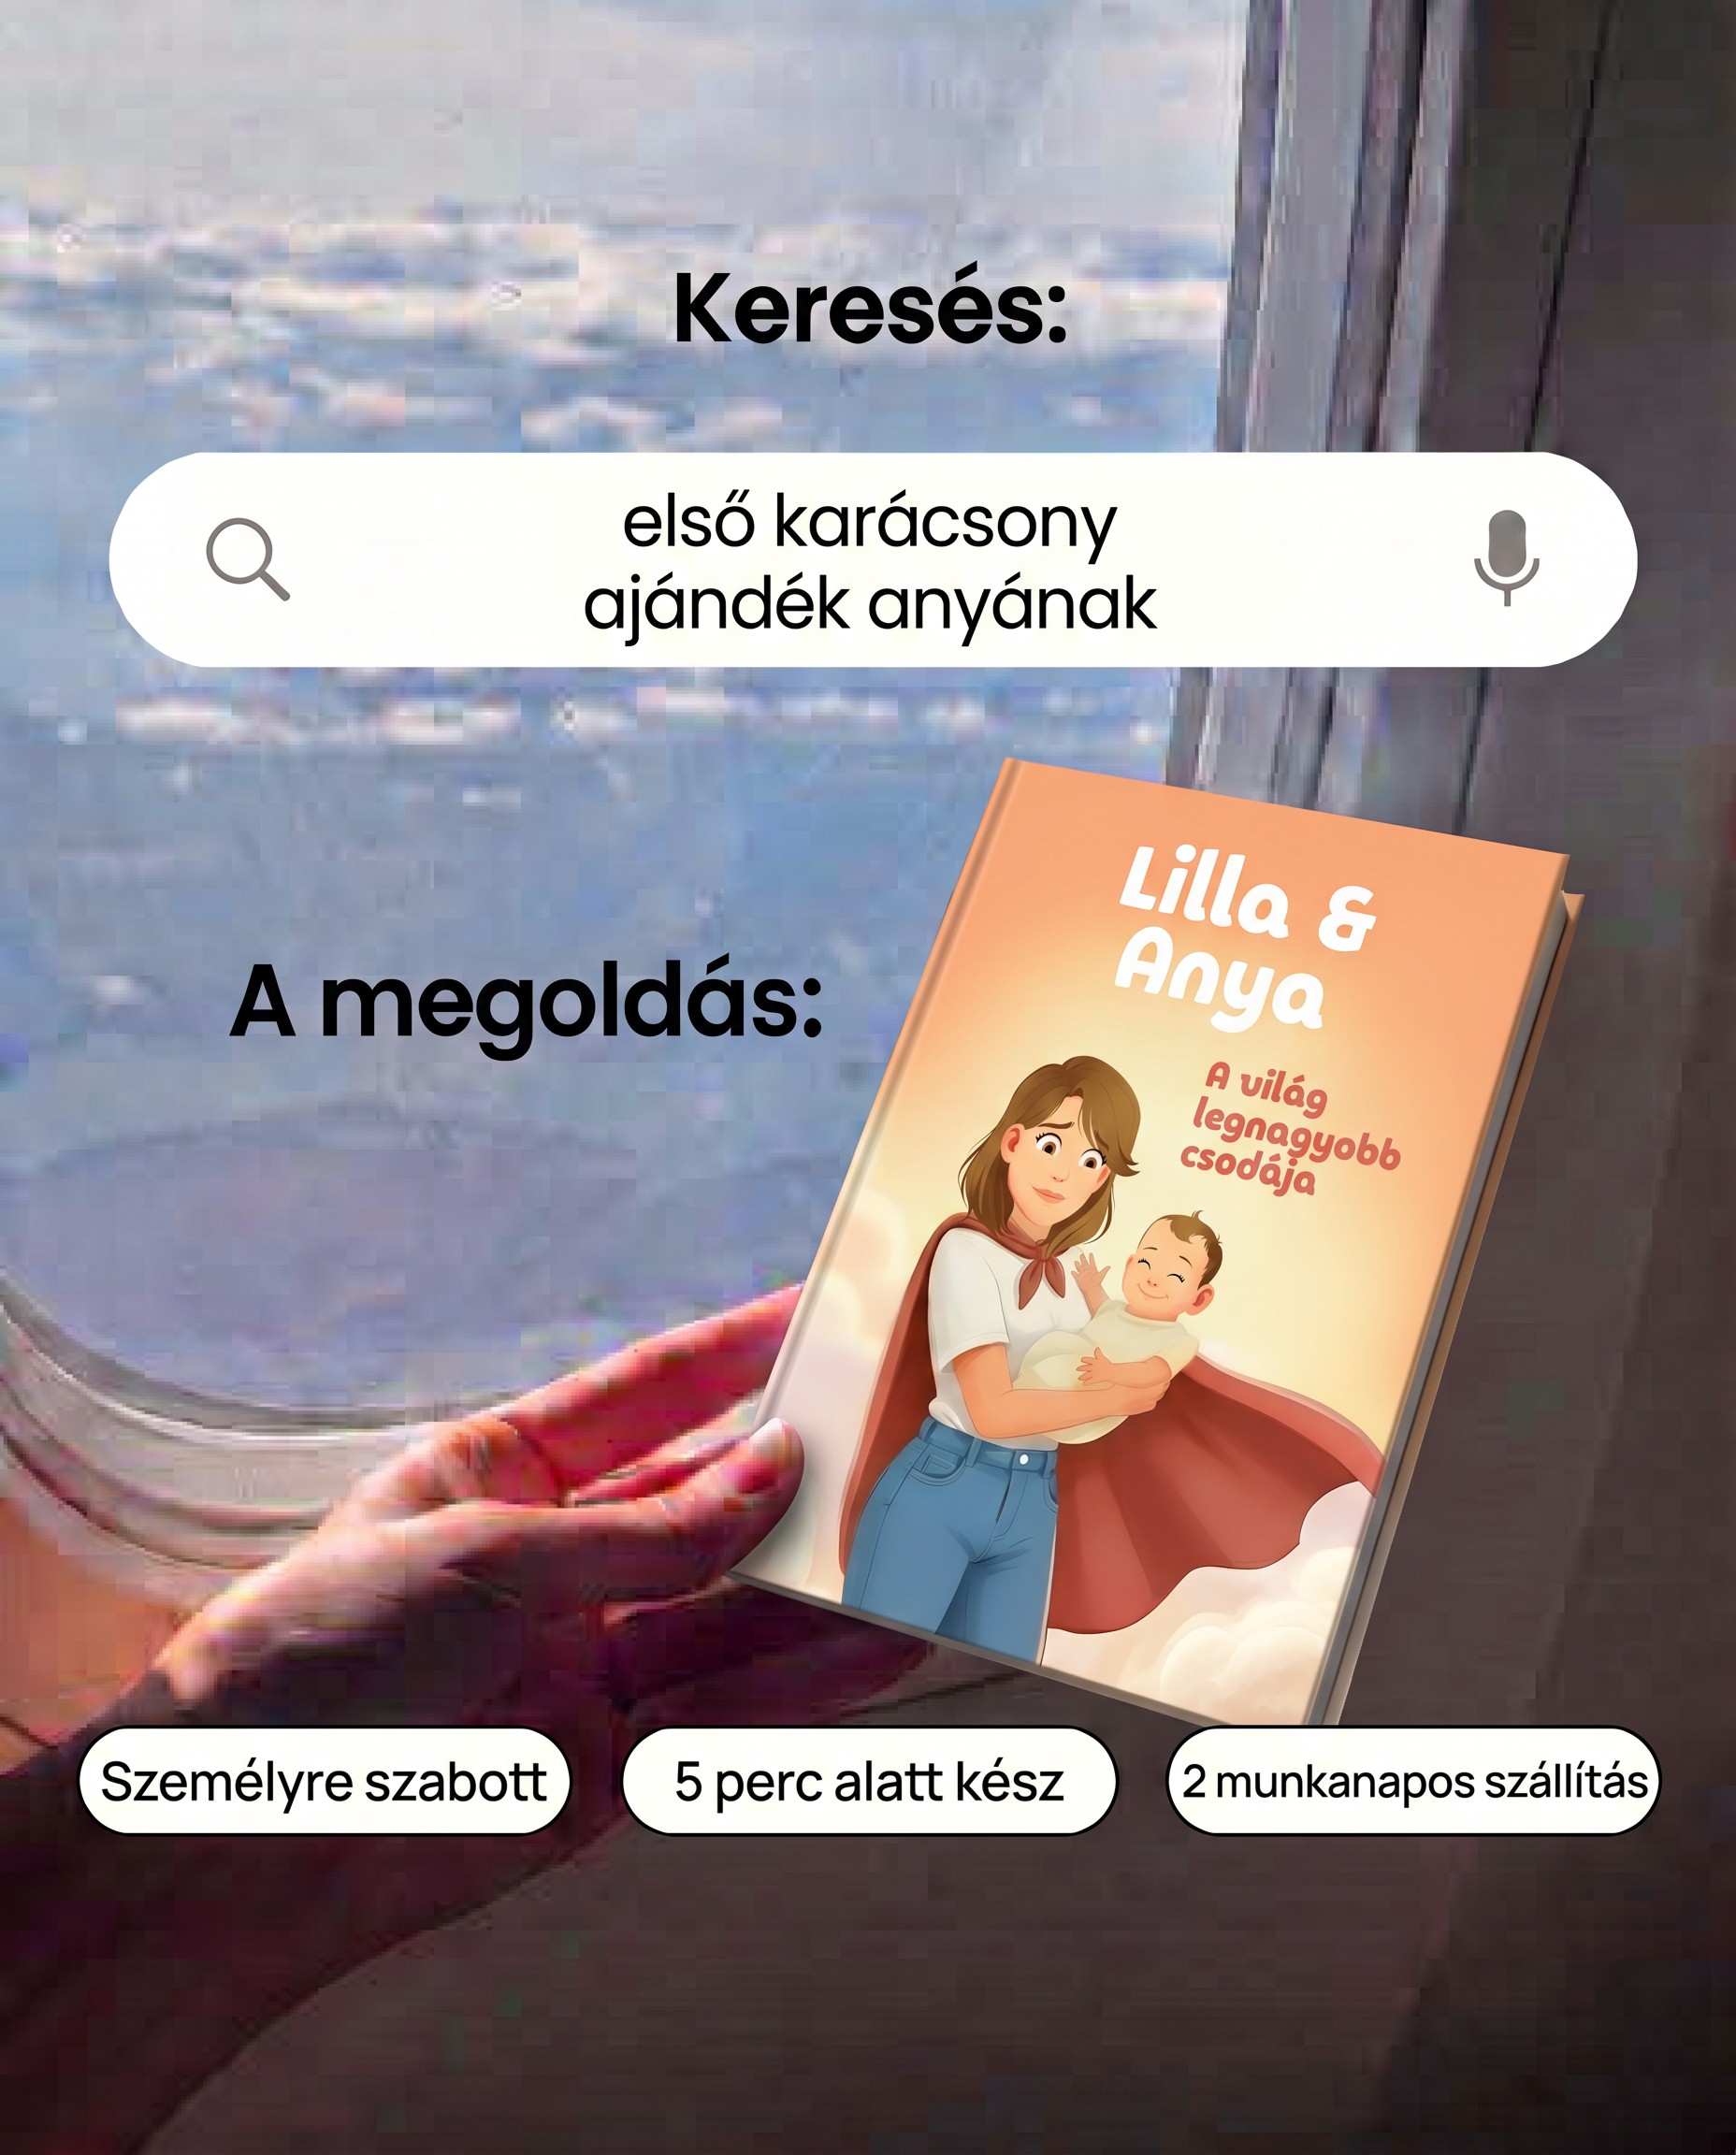 Keresés:
első karácsony
ajándék anyának
A megoldás:
Lilla &
Anya
A világ
legnagyobb
csodája
Személyre szabott
5 perc alatt kész
2 munkanapos szállítás